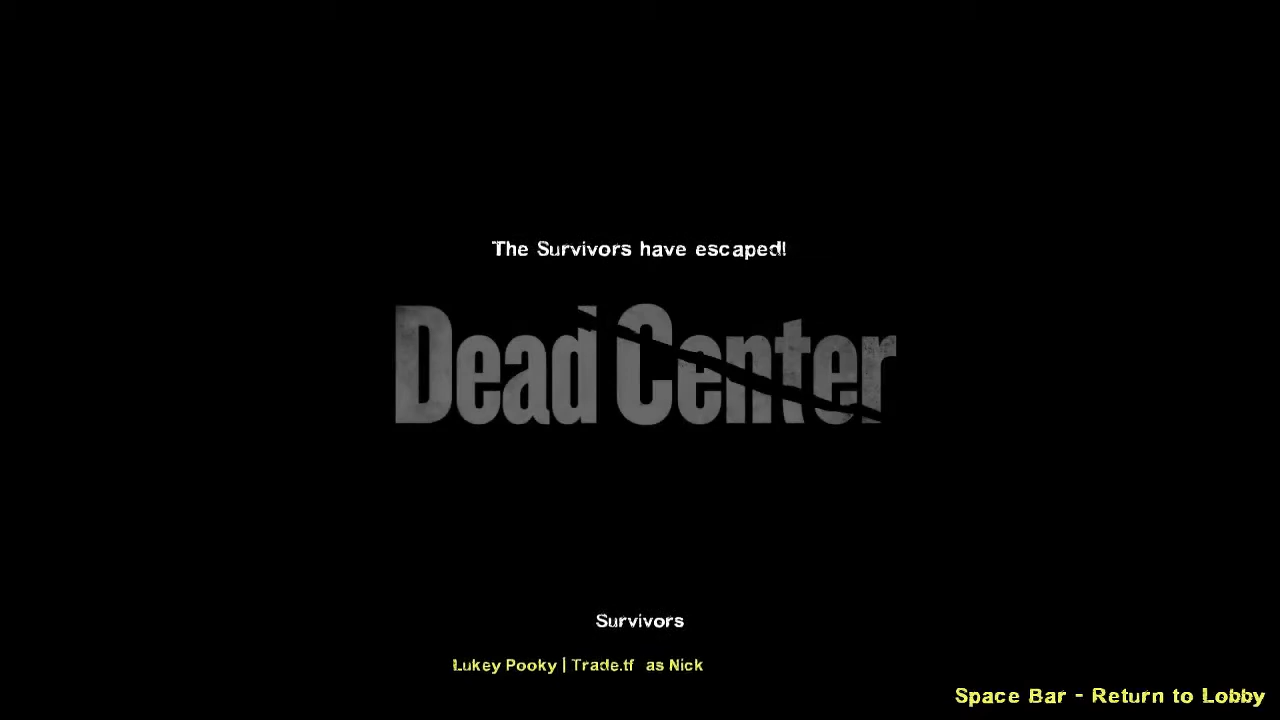 The Survivors have escaped!
Dead Center
Survivors
Lukey Pooky | Trade.tf as Nick
Space Bar - Return to Lobby